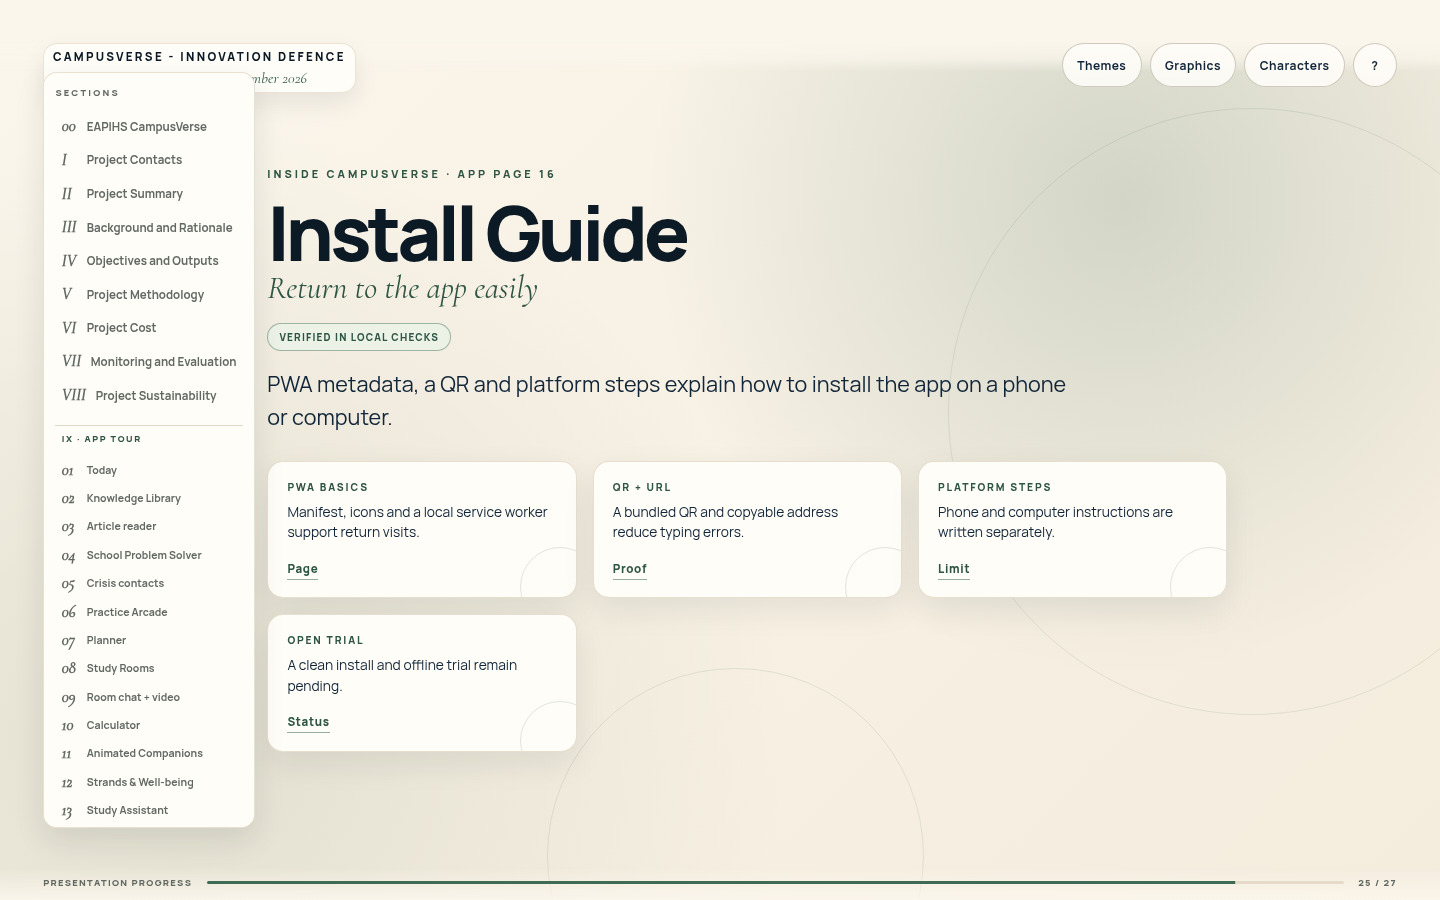 CAMPUSVERSE - INNOVATION DEFENCE
2026
Themes
Graphics
Characters
?
SECTIONS
00 EAPIHS CampusVerse
I Project Contacts
II Project Summary
III Background and Rationale
IV Objectives and Outputs
V Project Methodology
VI Project Cost
VII Monitoring and Evaluation
VIII Project Sustainability
IX · APP TOUR
01 Today
02 Knowledge Library
03 Article reader
04 School Problem Solver
05 Crisis contacts
06 Practice Arcade
07 Planner
08 Study Rooms
09 Room chat + video
10 Calculator
11 Animated Companions
12 Strands & Well-being
13 Study Assistant
INSIDE CAMPUSVERSE · APP PAGE 16
Install Guide
Return to the app easily
VERIFIED IN LOCAL CHECKS
PWA metadata, a QR and platform steps explain how to install the app on a phone
or computer.
PWA BASICS
Manifest, icons and a local service worker
support return visits.
Page
QR + URL
A bundled QR and copyable address
reduce typing errors.
Proof
PLATFORM STEPS
Phone and computer instructions are
written separately.
Limit
OPEN TRIAL
A clean install and offline trial remain
pending.
Status
PRESENTATION PROGRESS
25 / 27